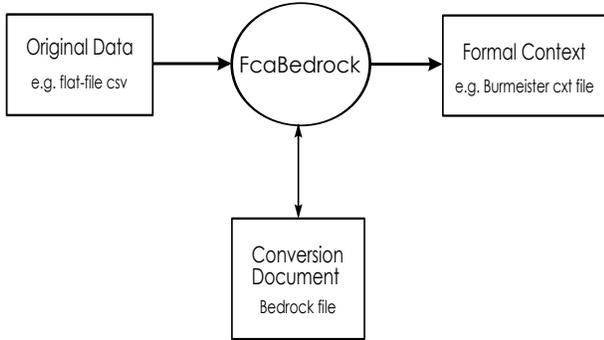 Original Data
e.g. flat-file csv
FcaBedrock
Formal Context
e.g. Burmeister cxt file
Conversion
Document
Bedrock file